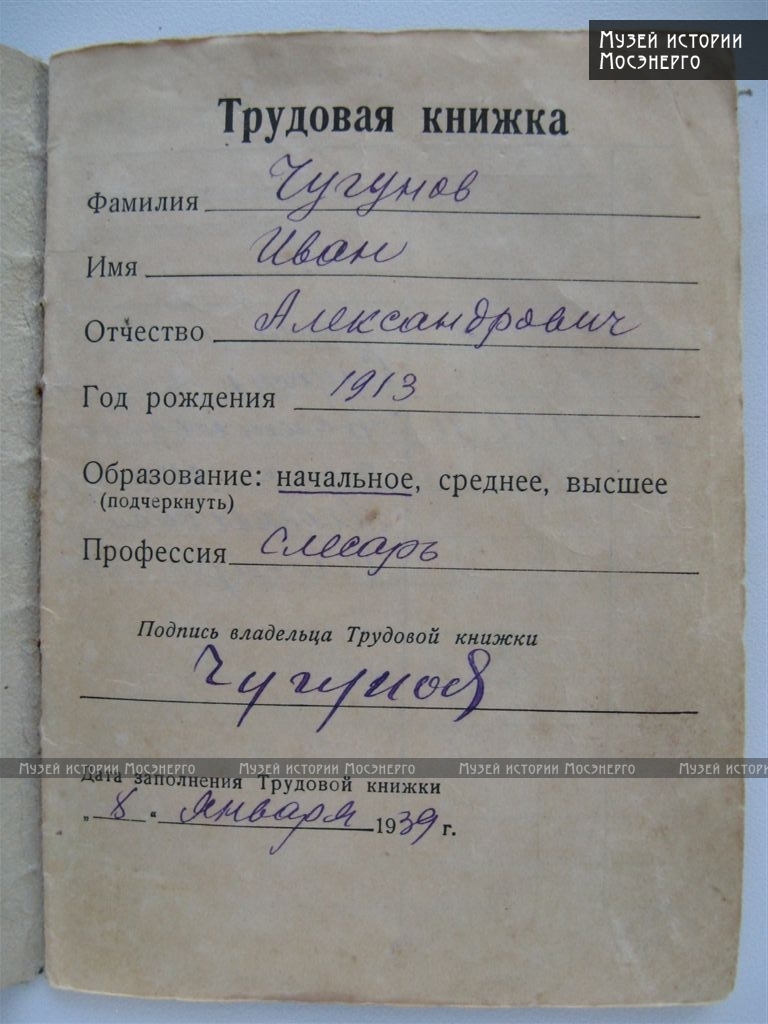 Музей истории
Мосэнерго
Трудовая книжка
Фамилия Чугунов
Имя Иван
Отчество Александрович
Год рождения 1913
Образование: начальное, среднее, высшее
(подчеркнуть)
Профессия слесарь
Подпись владельца Трудовой книжки
Чугунов
Музей истории Мосэнерго Музей истории Мосэнерго Музей истории Мосэнерго Музей истори
Дата заполнения Трудовой книжки
„8“ Января 1939 г.